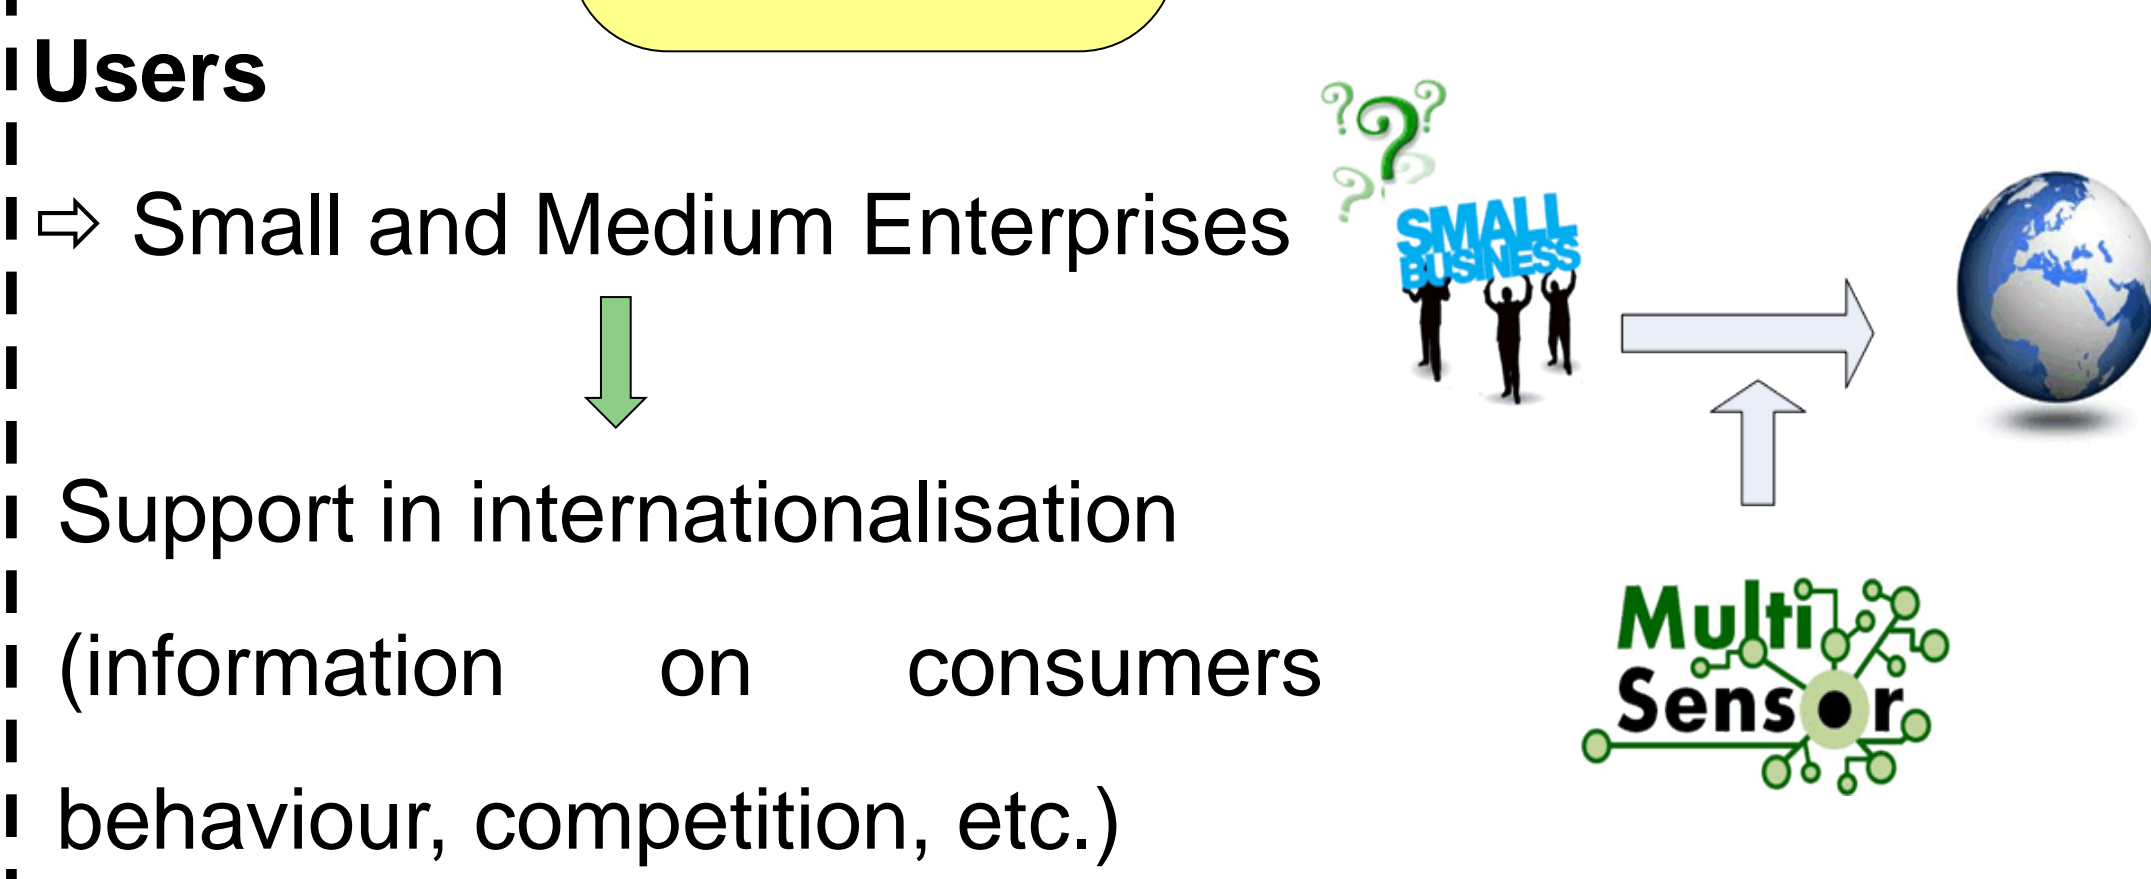 Users
⇨ Small and Medium Enterprises
SMALL
BUSINESS
Support in internationalisation
(information on consumers
behaviour, competition, etc.)
Multi
Sensor